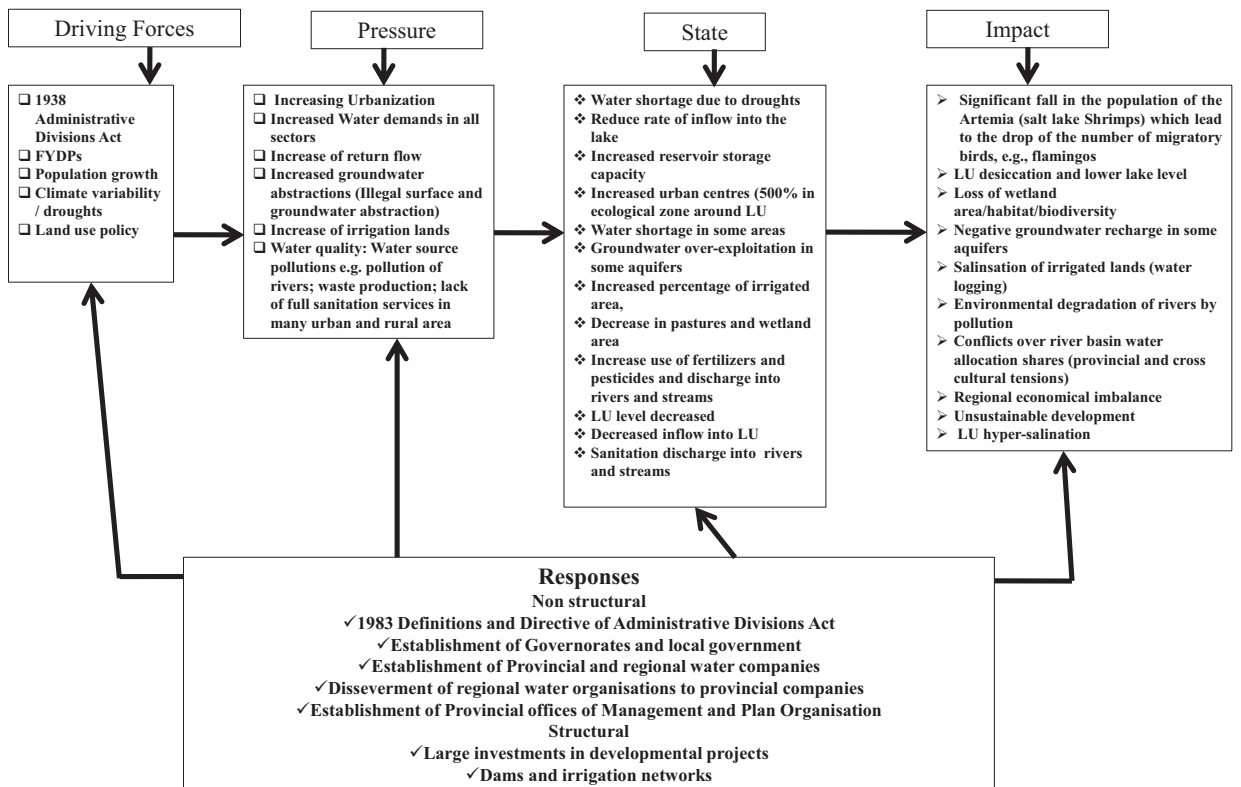 Driving Forces
Pressure
State
Impact
❑ 1938
Administrative
Divisions Act
❑ FYDPs
❑ Population growth
❑ Climate variability
/ droughts
❑ Land use policy
❑ Increasing Urbanization
❑ Increased Water demands in all
sectors
❑ Increase of return flow
❑ Increased groundwater
abstractions (Illegal surface and
groundwater abstraction)
❑ Increase of irrigation lands
❑ Water quality: Water source
pollutions e.g. pollution of
rivers; waste production; lack
of full sanitation services in
many urban and rural area
❖ Water shortage due to droughts
❖ Reduce rate of inflow into the
lake
❖ Increased reservoir storage
capacity
❖ Increased urban centres (500% in
ecological zone around LU
❖ Water shortage in some areas
❖ Groundwater over-exploitation in
some aquifers
❖ Increased percentage of irrigated
area,
❖ Decrease in pastures and wetland
area
❖ Increase use of fertilizers and
pesticides and discharge into
rivers and streams
❖ LU level decreased
❖ Decreased inflow into LU
❖ Sanitation discharge into rivers
and streams
➢ Significant fall in the population of the
Artemia (salt lake Shrimps) which lead
to the drop of the number of migratory
birds, e.g., flamingos
➢ LU desiccation and lower lake level
➢ Loss of wetland
area/habitat/biodiversity
➢ Negative groundwater recharge in some
aquifers
➢ Salinsation of irrigated lands (water
logging)
➢ Environmental degradation of rivers by
pollution
➢ Conflicts over river basin water
allocation shares (provincial and cross
cultural tensions)
➢ Regional economical imbalance
➢ Unsustainable development
➢ LU hyper-salination
Responses
Non structural
✓1983 Definitions and Directive of Administrative Divisions Act
✓Establishment of Governorates and local government
✓Establishment of Provincial and regional water companies
✓Disseverment of regional water organisations to provincial companies
✓Establishment of Provincial offices of Management and Plan Organisation
Structural
✓Large investments in developmental projects
✓Dams and irrigation networks